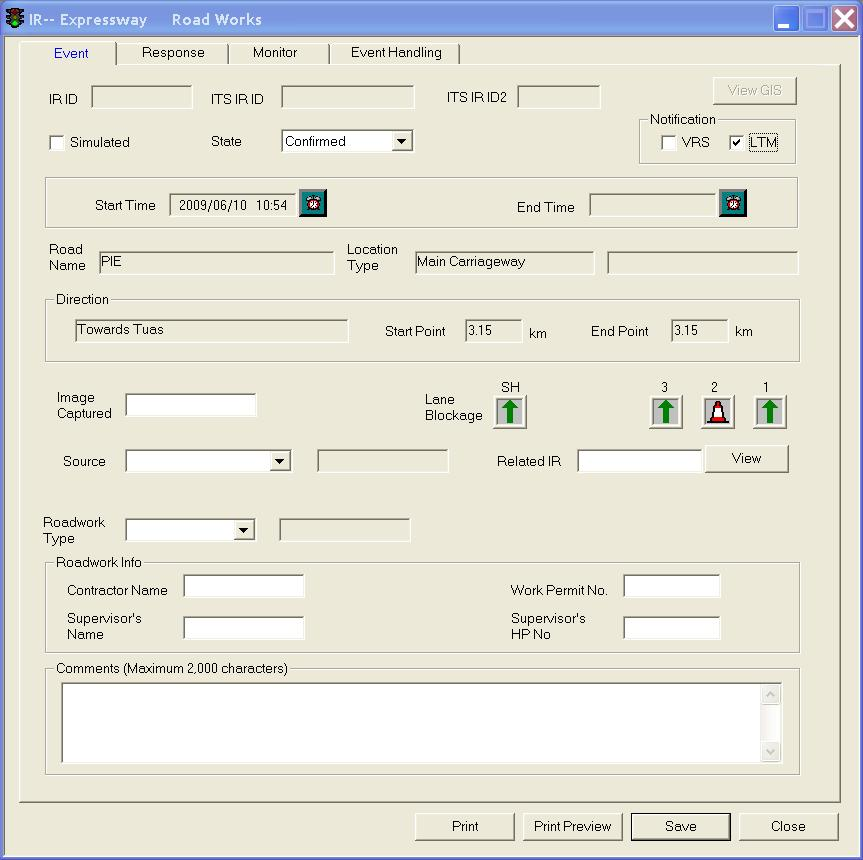 IR-- Expressway Road Works
Event Response Monitor Event Handling
IR ID ITS IR ID ITS IR ID2 View GIS
Notification
Simulated State Confirmed VRS LTM
Start Time 2009/06/10 10:54 End Time
Road Name PIE Location Type Main Carriageway
Direction
Towards Tuas Start Point 3.15 km End Point 3.15 km
SH 3 2 1
Image Captured Lane Blockage
Source Related IR View
Roadwork Type
Roadwork Info
Contractor Name Work Permit No.
Supervisor's Name Supervisor's HP No
Comments (Maximum 2,000 characters)
Print Print Preview Save Close